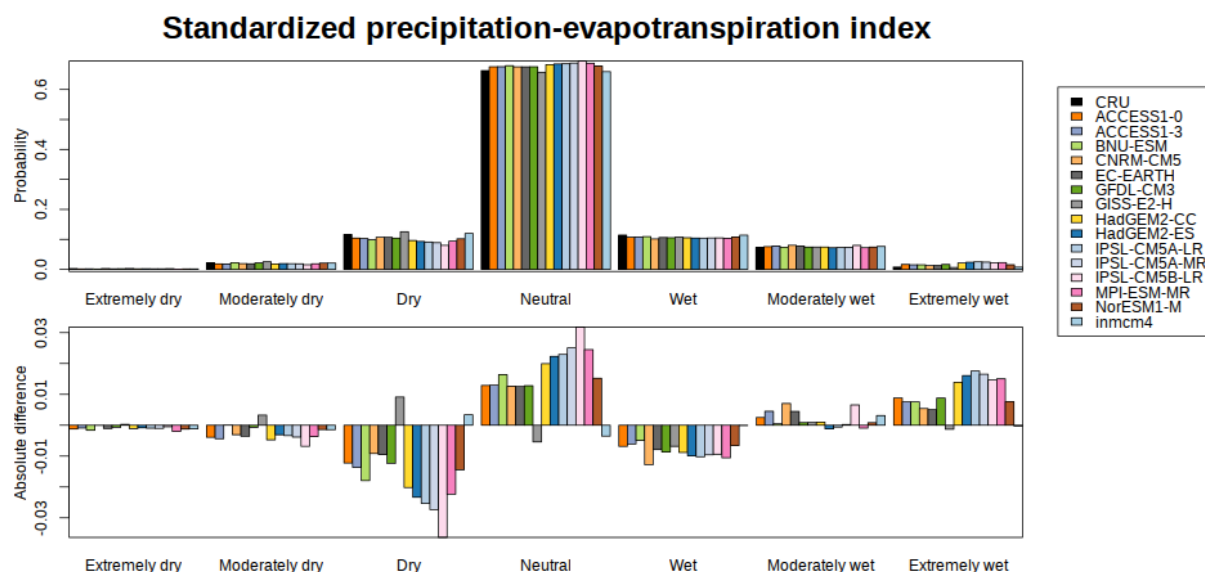 Standardized precipitation-evapotranspiration index
Probability
0.6
0.4
0.2
0.0
Extremely dry Moderately dry Dry Neutral Wet Moderately wet Extremely wet
CRU
ACCESS1-0
ACCESS1-3
BNU-ESM
CNRM-CM5
EC-EARTH
GFDL-CM3
GISS-E2-H
HadGEM2-CC
HadGEM2-ES
IPSL-CM5A-LR
IPSL-CM5A-MR
IPSL-CM5B-LR
MPI-ESM-MR
NorESM1-M
inmcm4
Absolute difference
0.03
0.01
-0.01
-0.03
Extremely dry Moderately dry Dry Neutral Wet Moderately wet Extremely wet